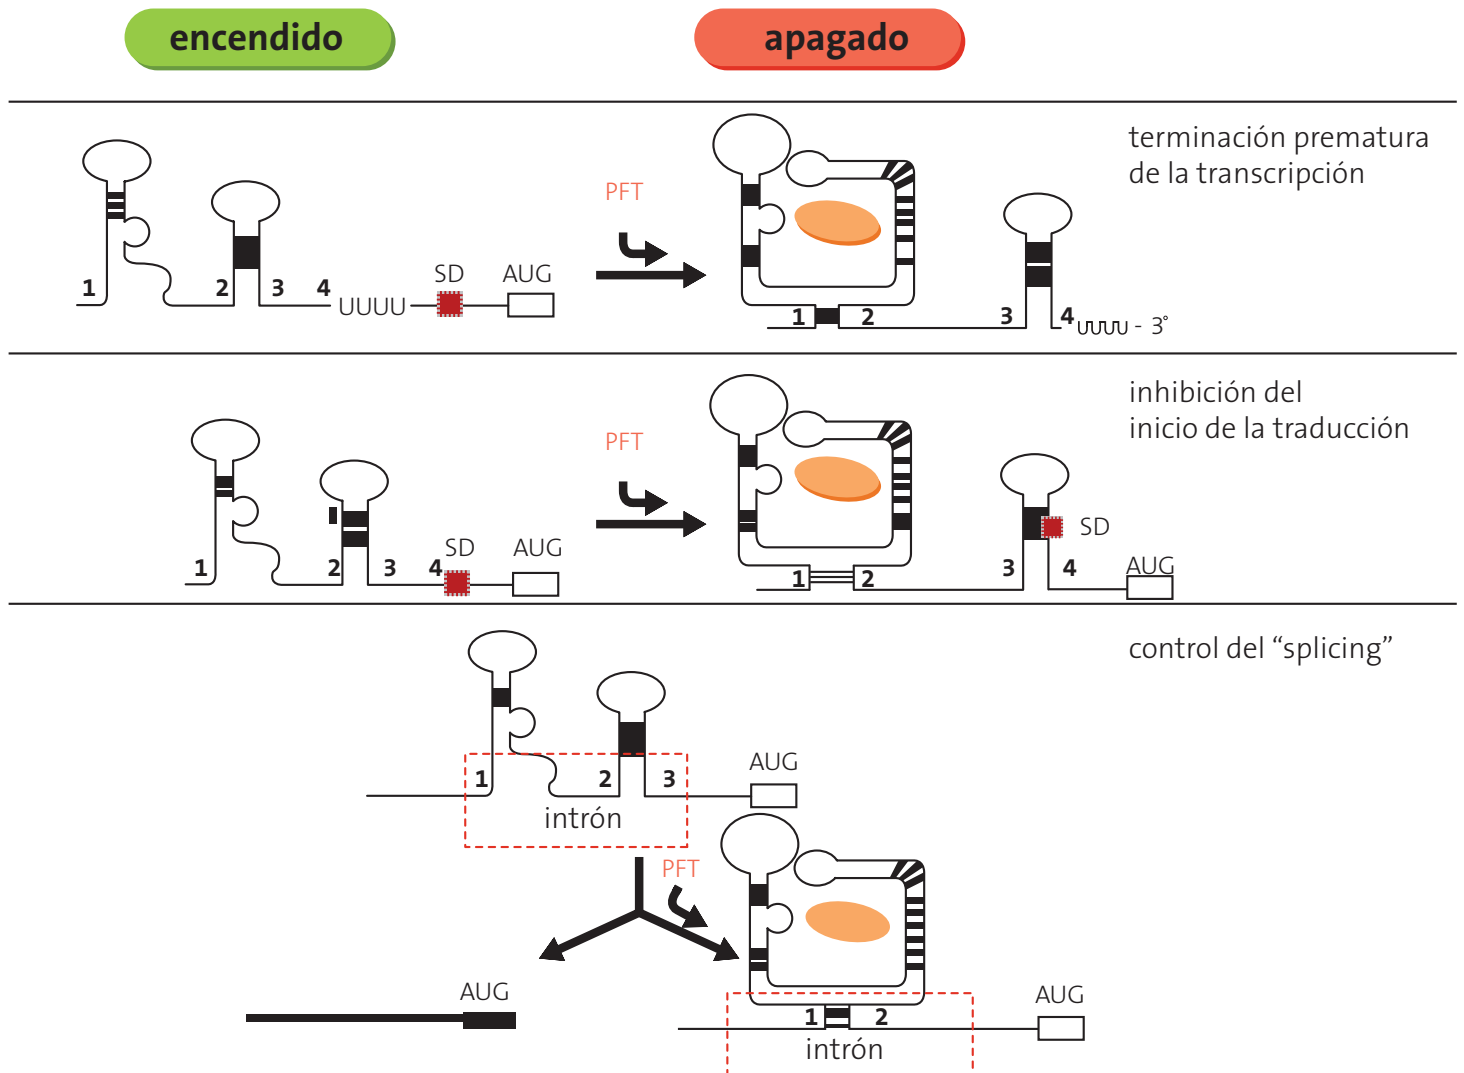 encendido
apagado
terminación prematura
de la transcripción
PFT
SD
AUG
1
2
3
4
UUUU
1
2
3
4
UUUU - 3°
inhibición del
inicio de la traducción
PFT
SD
AUG
1
2
3
4
SD
AUG
1
2
3
4
control del “splicing”
AUG
1
2
3
intrón
PFT
AUG
AUG
1
2
intrón